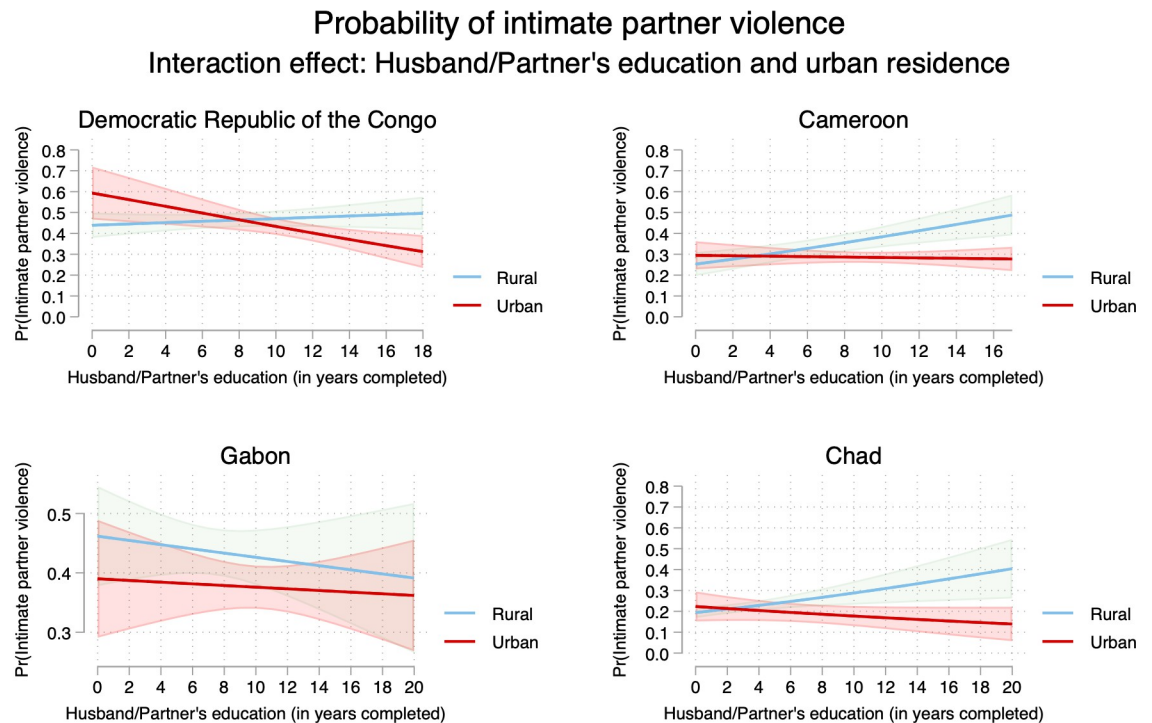 Probability of intimate partner violence
Interaction effect: Husband/Partner's education and urban residence
Democratic Republic of the Congo
Pr(Intimate partner violence)
0.8
0.7
0.6
0.5
0.4
0.3
0.2
0.1
0.0
0 2 4 6 8 10 12 14 16 18
Husband/Partner's education (in years completed)
Rural
Urban
Cameroon
Pr(Intimate partner violence)
0.8
0.7
0.6
0.5
0.4
0.3
0.2
0.1
0.0
0 2 4 6 8 10 12 14 16
Husband/Partner's education (in years completed)
Rural
Urban
Gabon
Pr(Intimate partner violence)
0.5
0.4
0.3
0 2 4 6 8 10 12 14 16 18 20
Husband/Partner's education (in years completed)
Rural
Urban
Chad
Pr(Intimate partner violence)
0.8
0.7
0.6
0.5
0.4
0.3
0.2
0.1
0.0
0 2 4 6 8 10 12 14 16 18 20
Husband/Partner's education (in years completed)
Rural
Urban